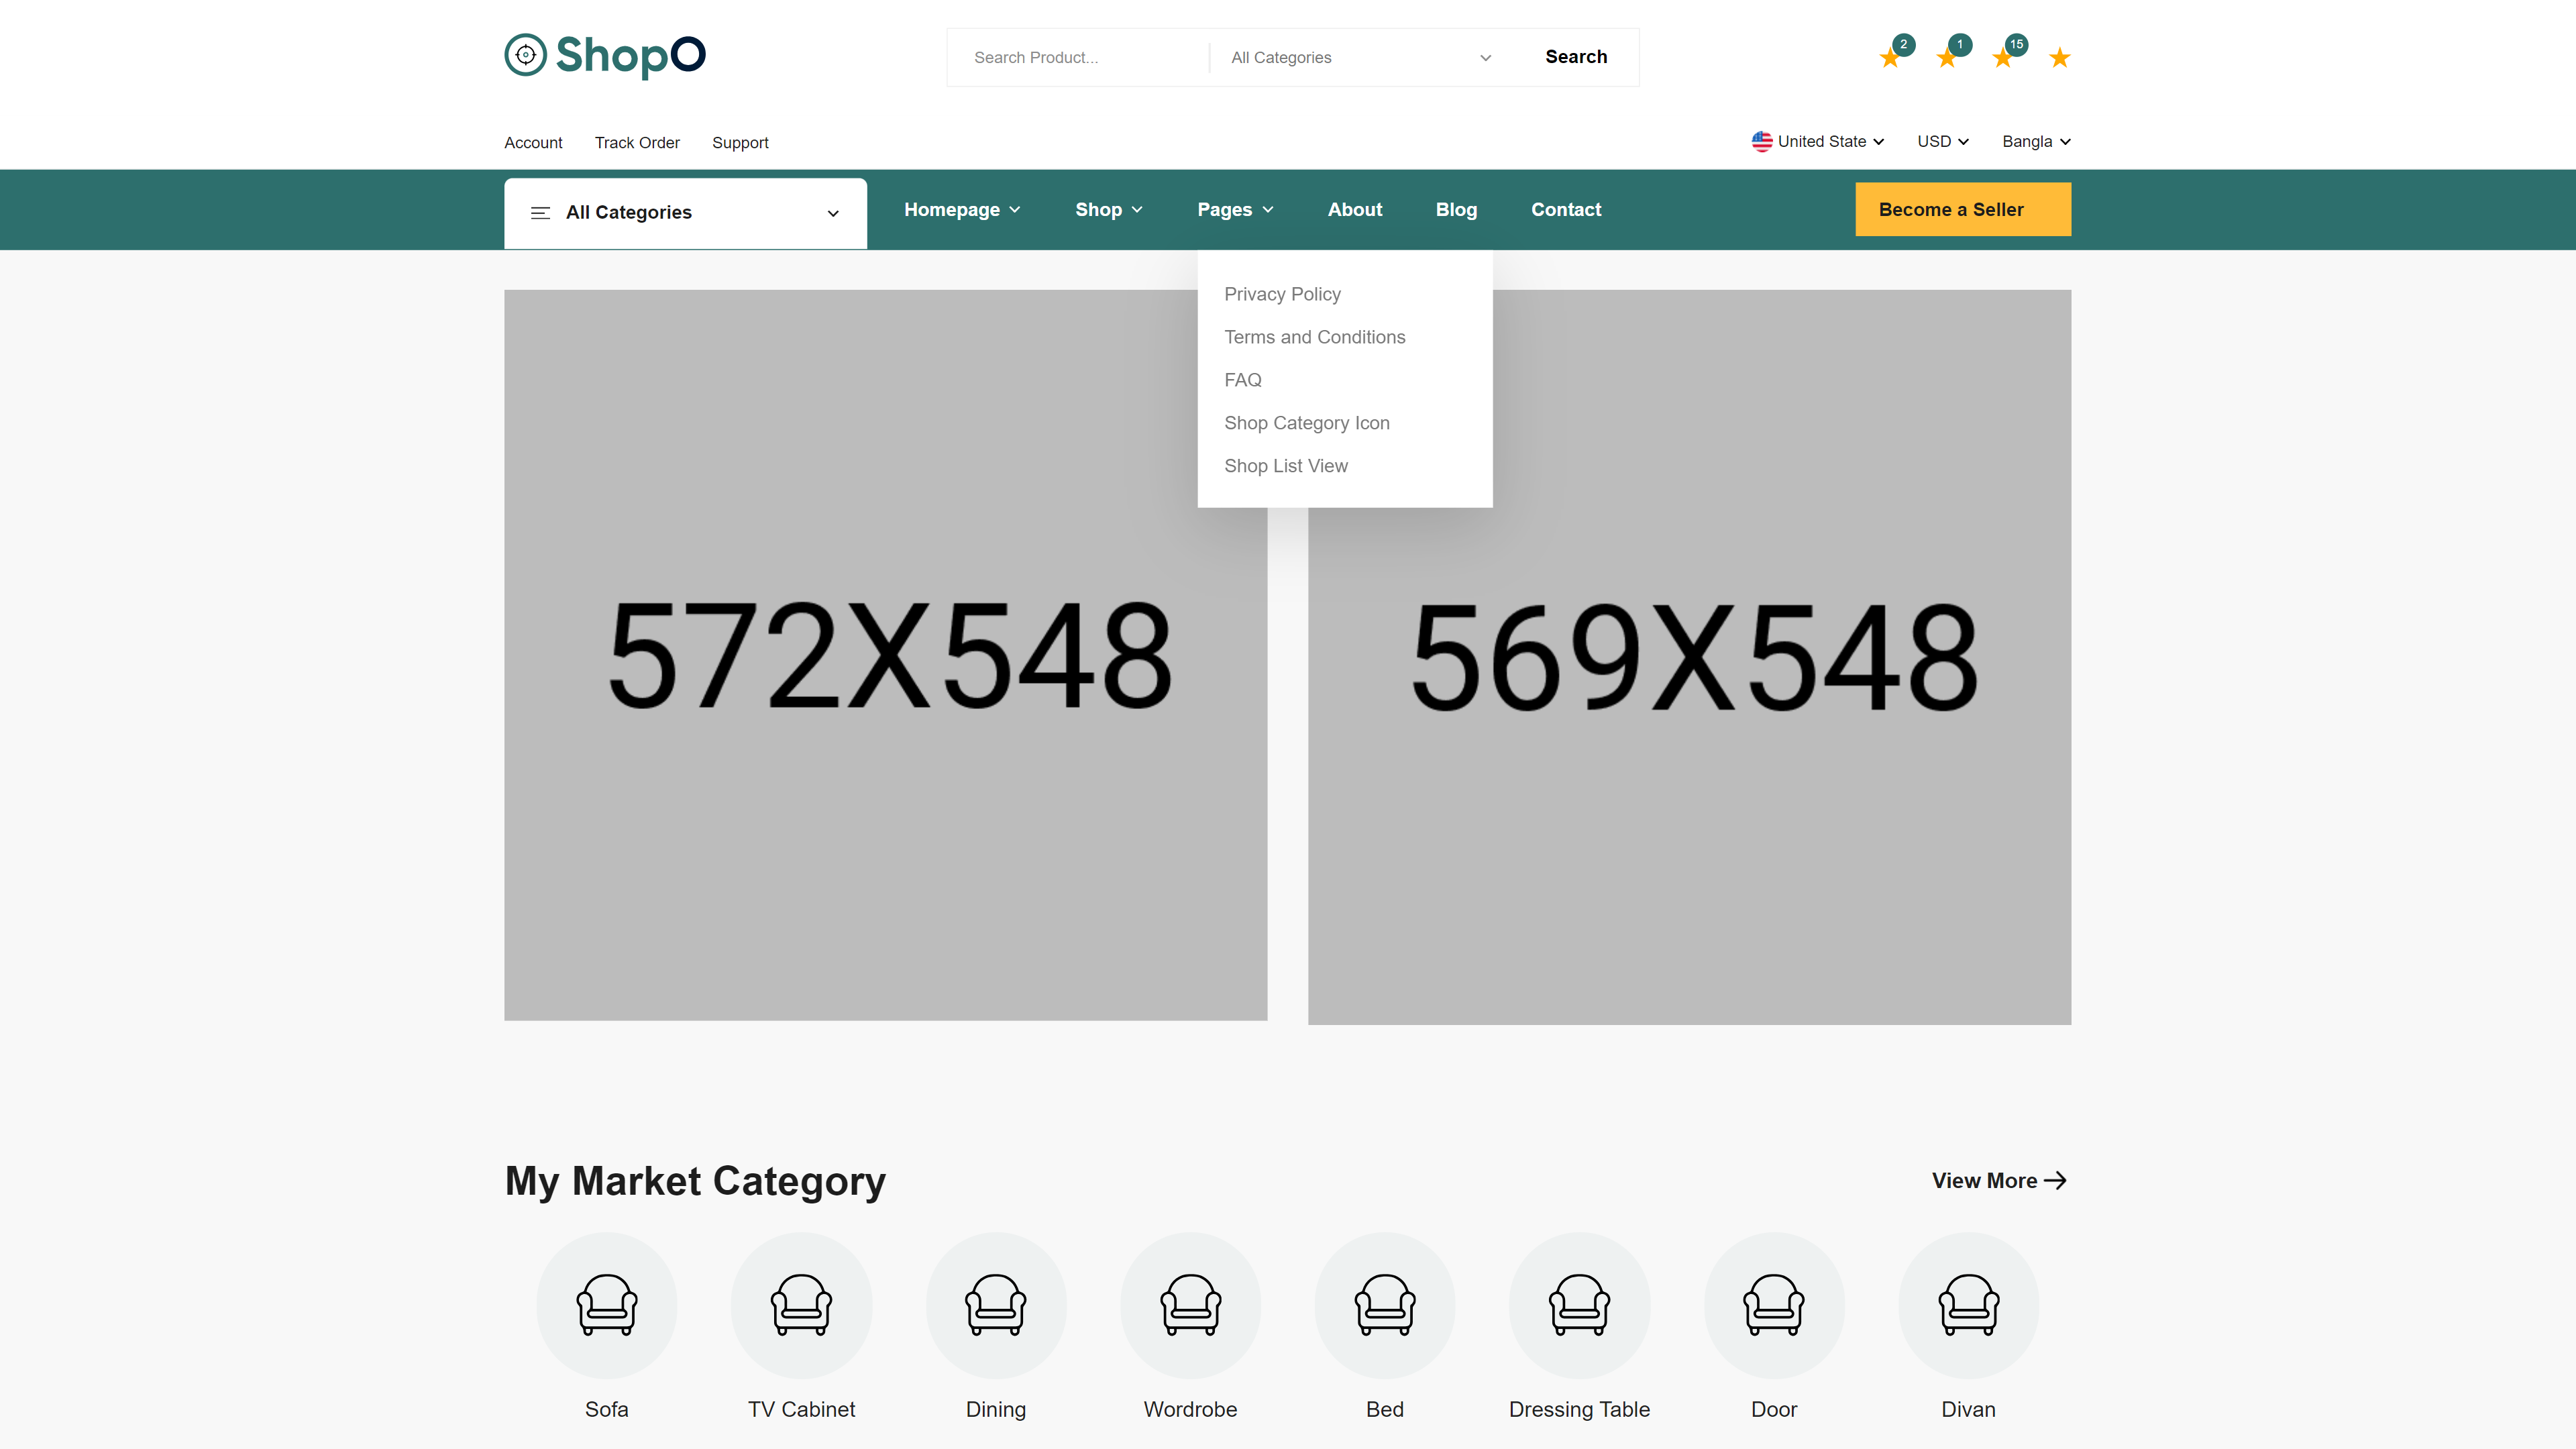 ShopO
Search Product...
All Categories
Search
2
1
15
Account
Track Order
Support
United State
USD
Bangla
All Categories
Homepage
Shop
Pages
About
Blog
Contact
Become a Seller
Privacy Policy
Terms and Conditions
FAQ
Shop Category Icon
Shop List View
572X548
569X548
My Market Category
View More
Sofa
TV Cabinet
Dining
Wordrobe
Bed
Dressing Table
Door
Divan